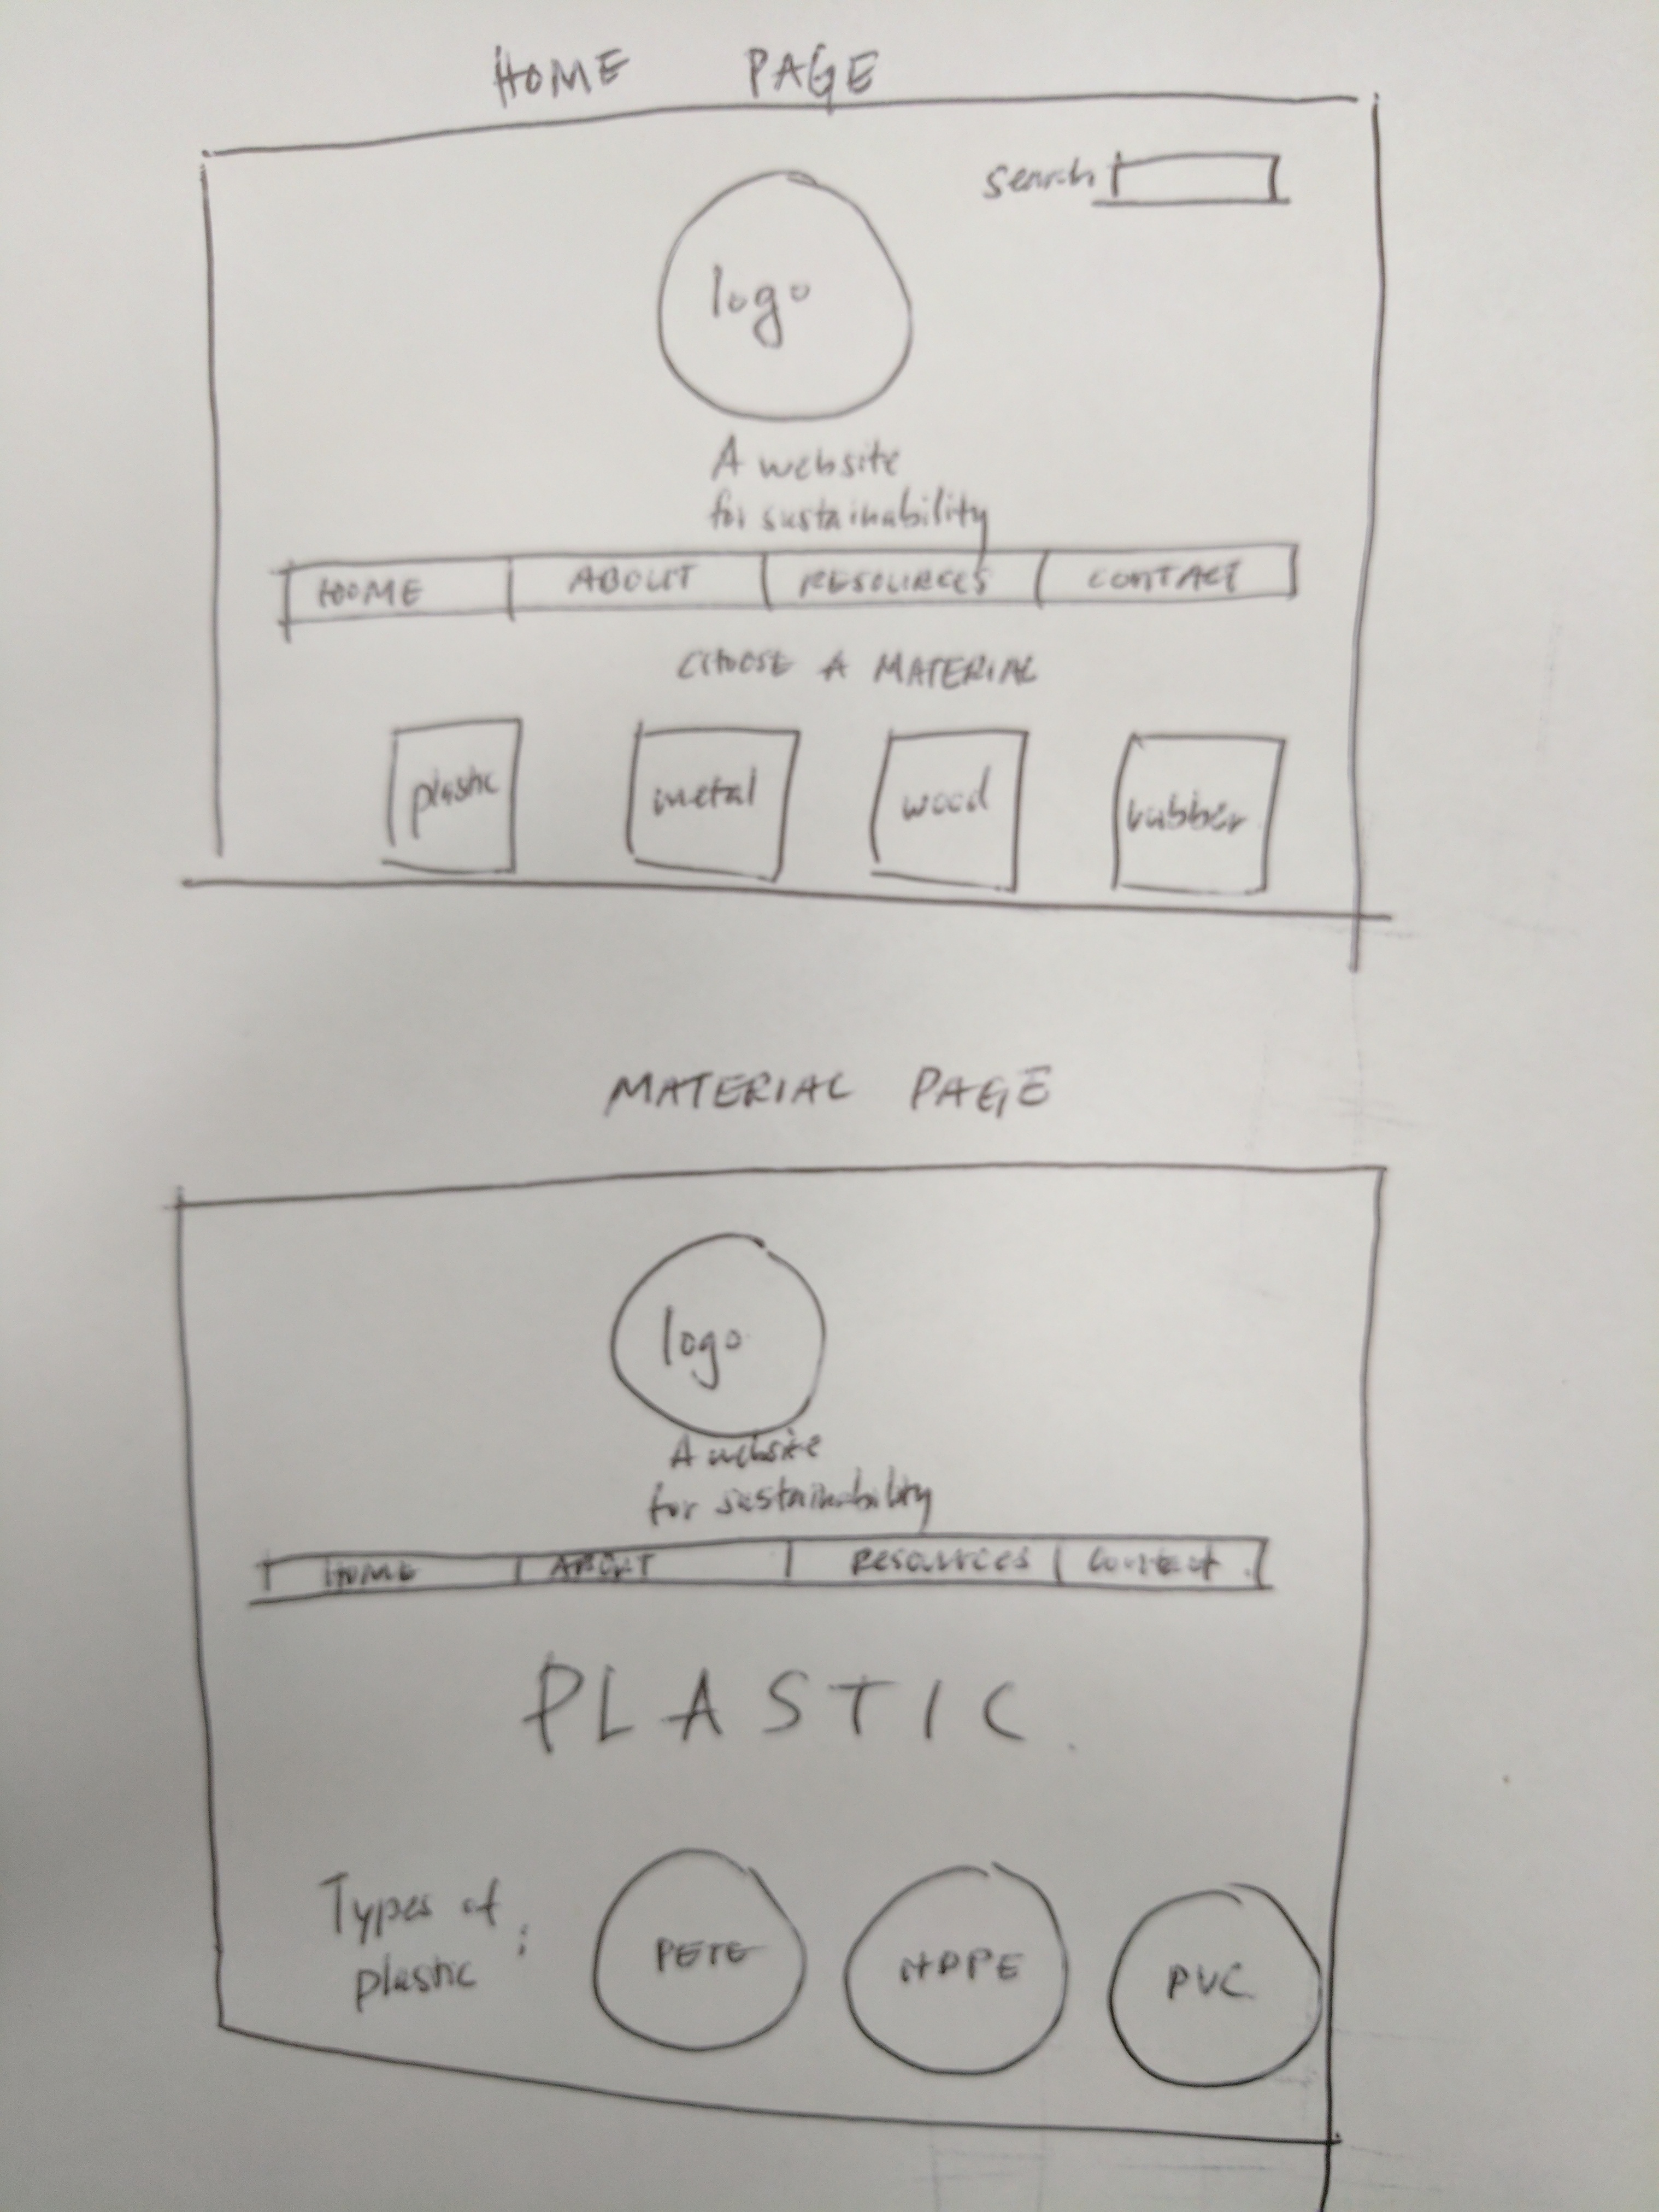 HOME PAGE
search
logo
A website
for sustainability
HOME ABOUT RESOURCES CONTACT
CHOOSE A MATERIAL
plastic metal wood rubber
MATERIAL PAGE
logo
A website
for sustainability
HOME ABOUT RESOURCES Contact
PLASTIC
Types of
plastic :
PETE HDPE PVC